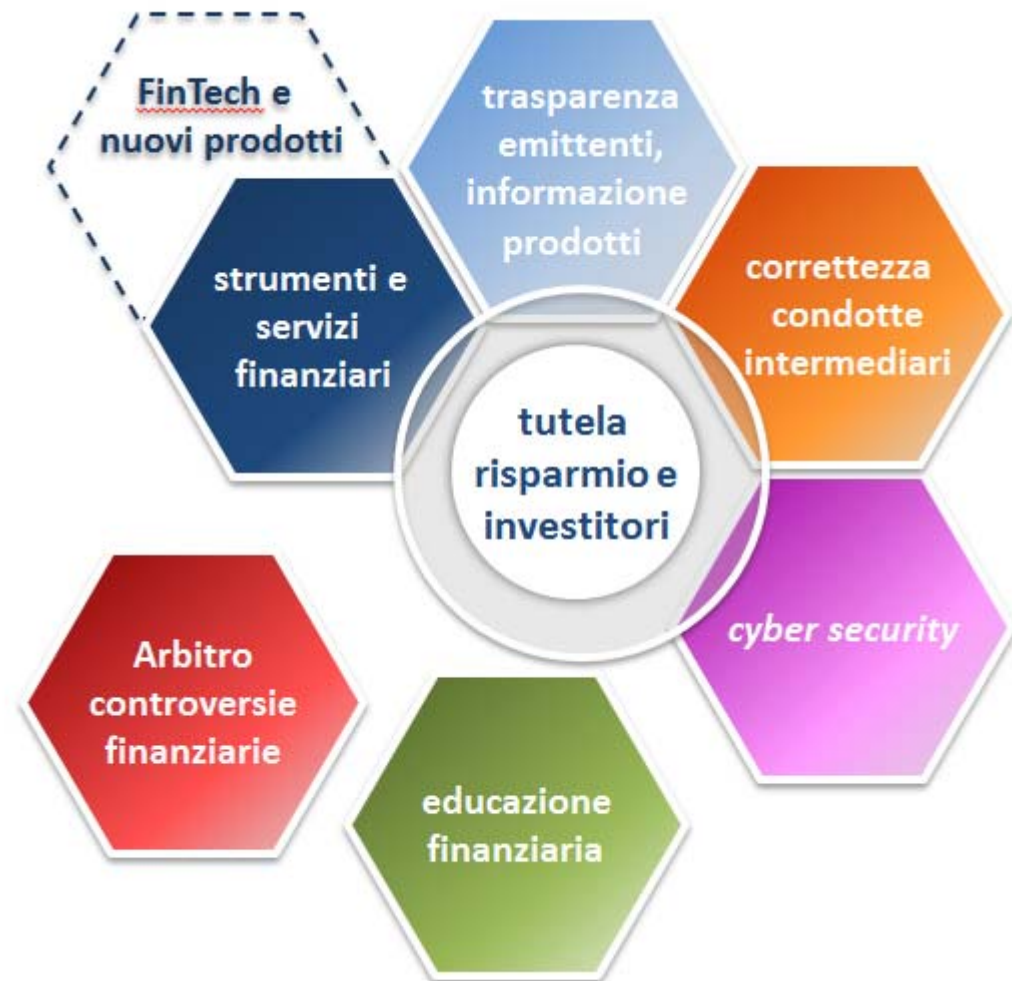 FinTech e
nuovi prodotti
trasparenza
emittenti,
informazione
prodotti
strumenti e
servizi
finanziari
correttezza
condotte
intermediari
tutela
risparmio e
investitori
cyber security
Arbitro
controversie
finanziarie
educazione
finanziaria